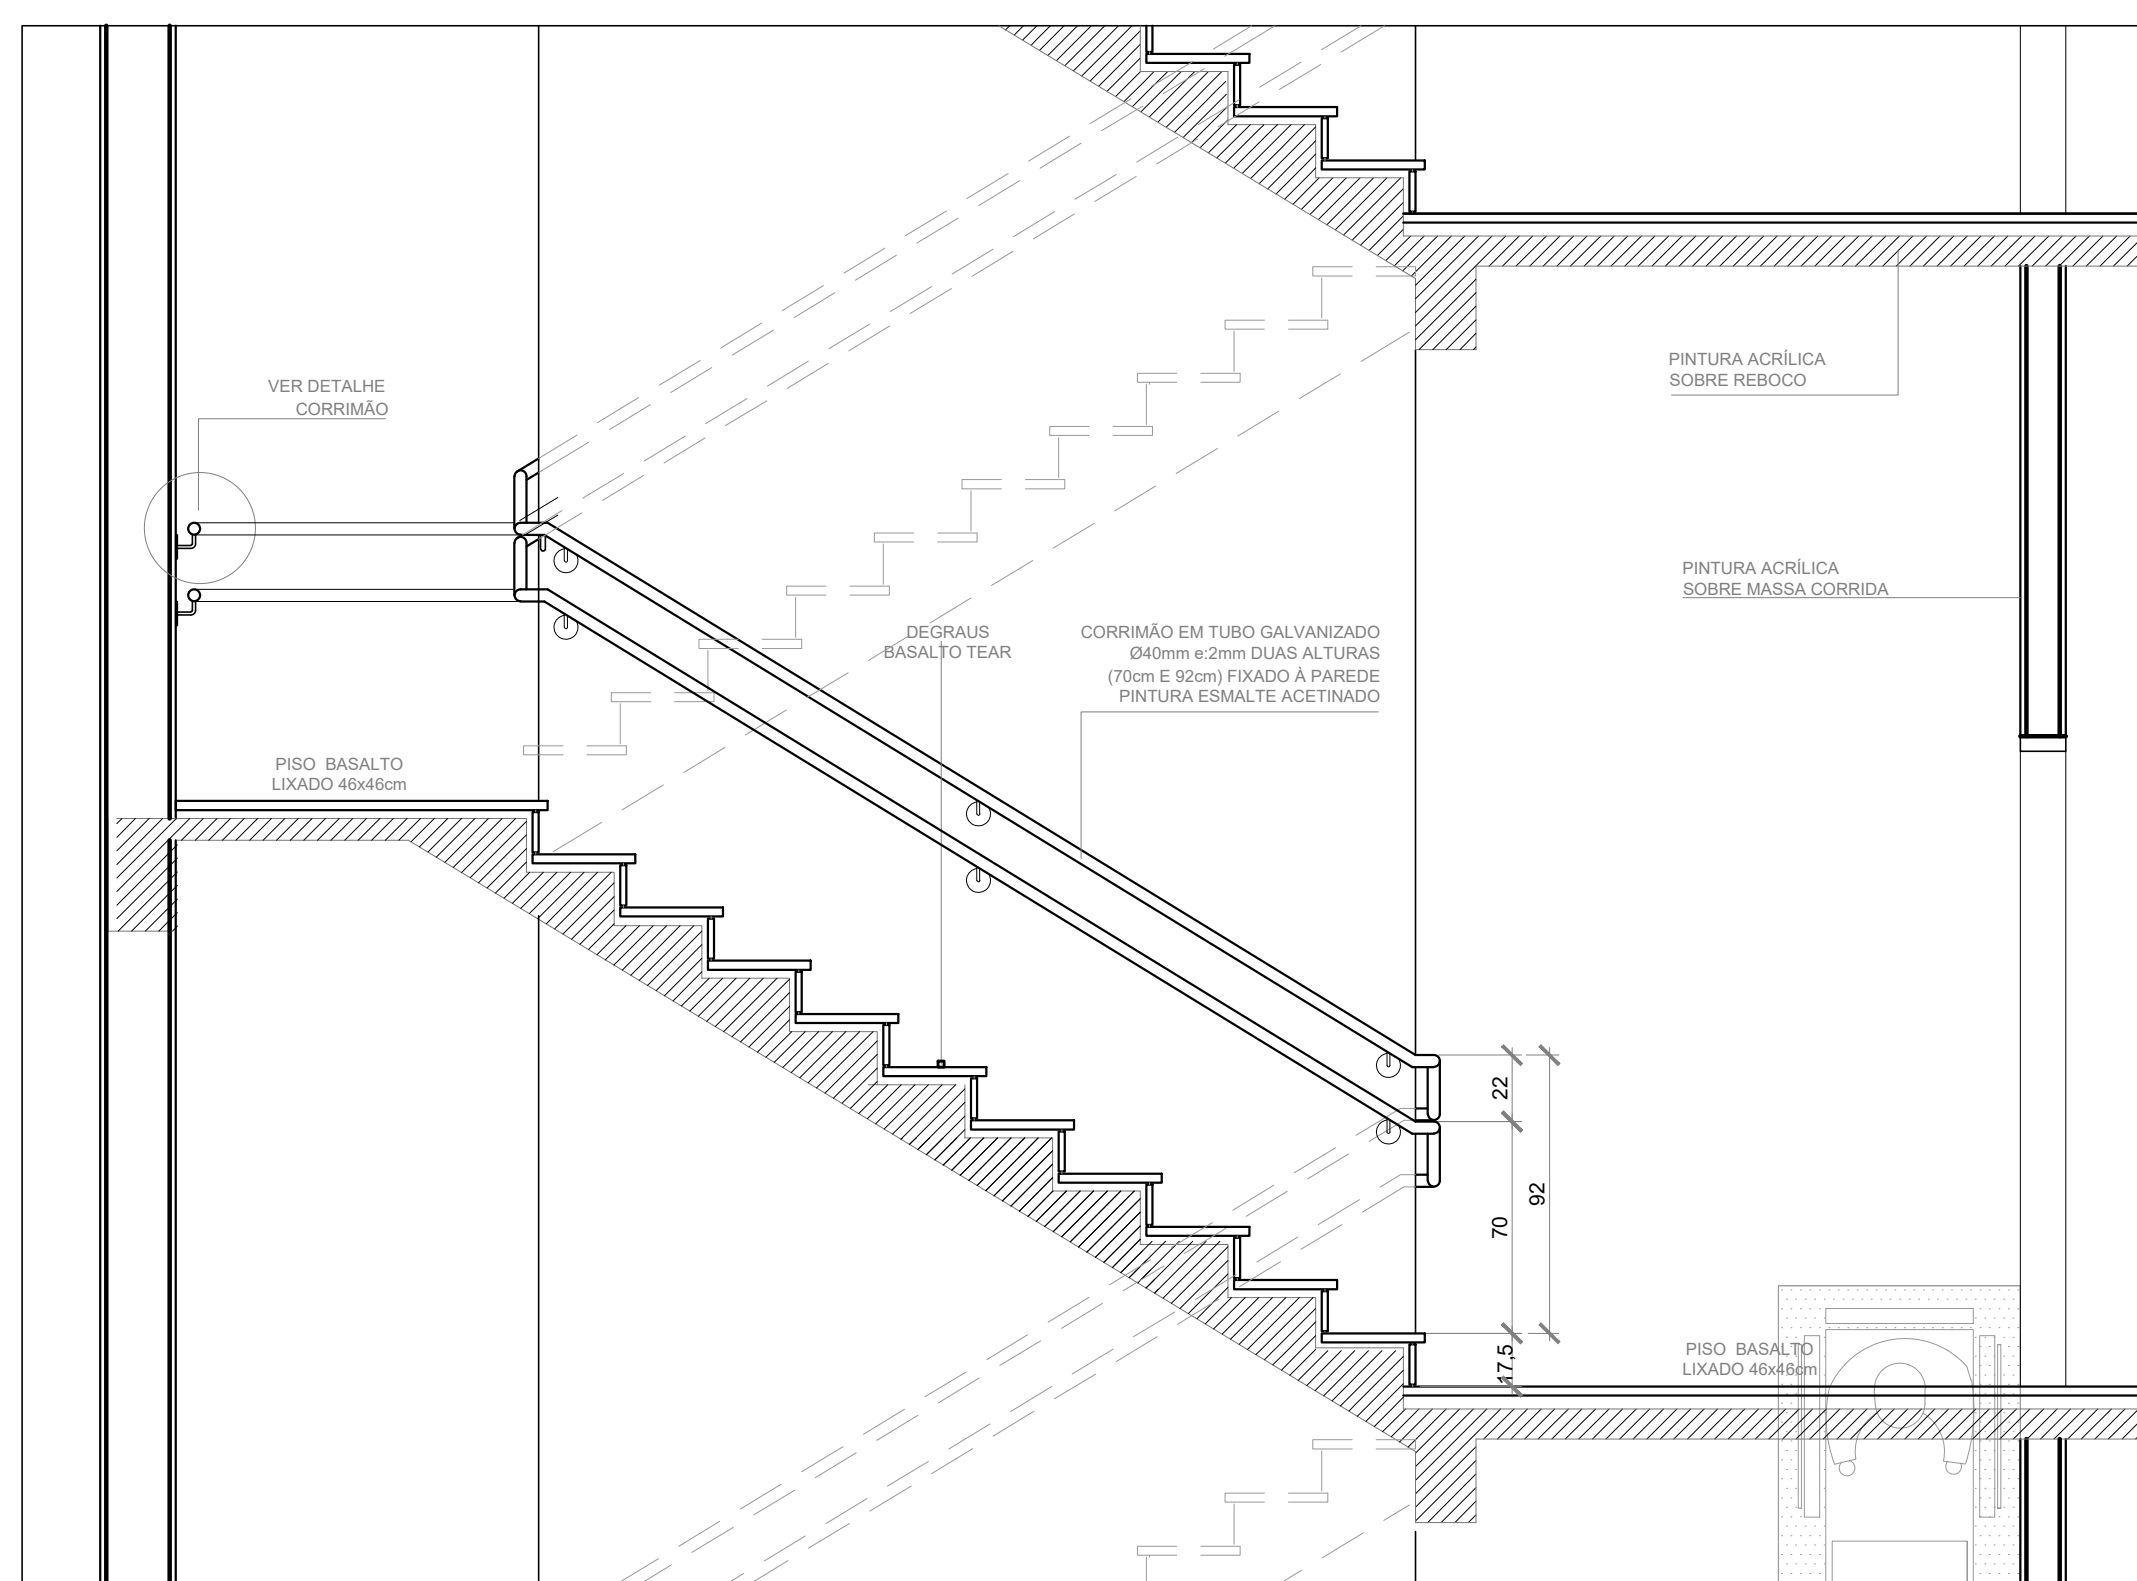 PINTURA ACRÍLICA
SOBRE REBOCO
VER DETALHE
CORRIMÃO
PINTURA ACRÍLICA
SOBRE MASSA CORRIDA
DEGRAUS
BASALTO TEAR
CORRIMÃO EM TUBO GALVANIZADO
Ø40mm e:2mm DUAS ALTURAS
(70cm E 92cm) FIXADO À PAREDE
PINTURA ESMALTE ACETINADO
PISO BASALTO
LIXADO 46x46cm
22
92
70
17,5
PISO BASALTO
LIXADO 46x46cm